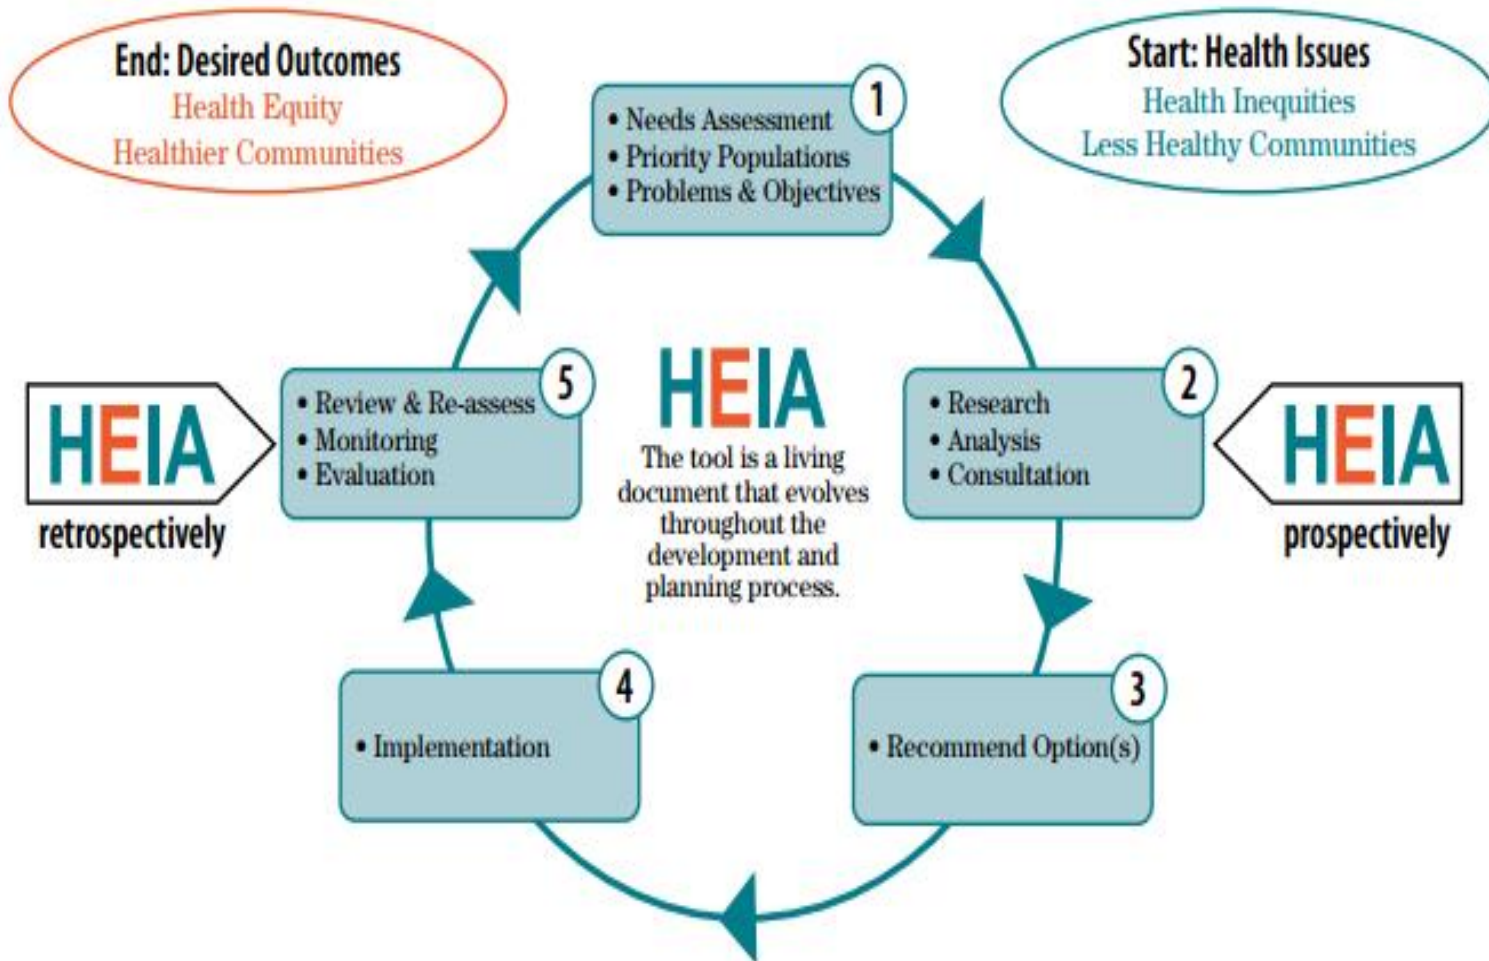 End: Desired Outcomes
Health Equity
Healthier Communities
Start: Health Issues
Health Inequities
Less Healthy Communities
1
• Needs Assessment
• Priority Populations
• Problems & Objectives
2
• Research
• Analysis
• Consultation
HEIA
prospectively
3
• Recommend Option(s)
4
• Implementation
5
• Review & Re-assess
• Monitoring
• Evaluation
HEIA
retrospectively
HEIA
The tool is a living
document that evolves
throughout the
development and
planning process.